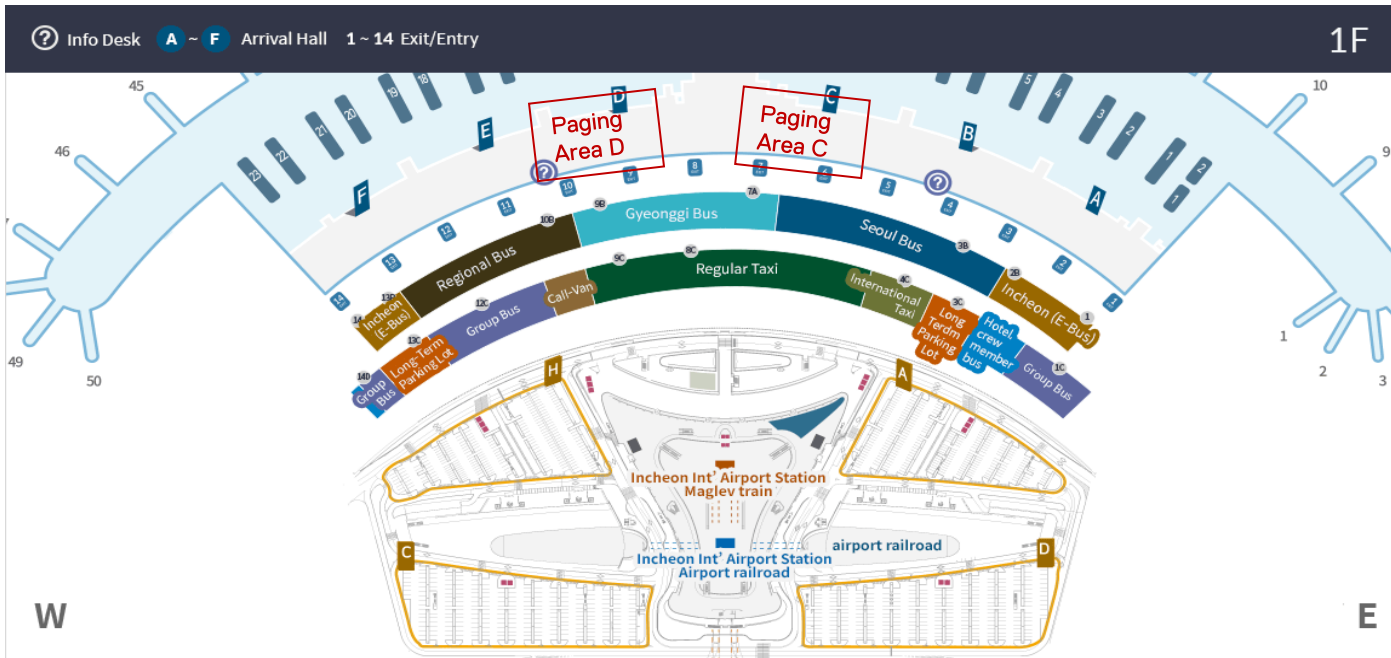 ? Info Desk A ~ F Arrival Hall 1 ~ 14 Exit/Entry
1F
45
46
49
50
10
9
1
2
3
23
22
21
20
19
18
5
4
3
2
1
2
1
F
E
D
C
B
A
Paging
Area D
Paging
Area C
?
?
14
13
12
11
10
8
5
4
3
2
1
10B
9B
7A
3B
2B
1
Incheon
(E-Bus)
Regional Bus
Gyeonggi Bus
Seoul Bus
Incheon (E-Bus)
14D
13C
12C
9C
8C
4C
3C
1C
Group
Bus
Long-Term
Parking Lot
Group Bus
Call-Van
Regular Taxi
International
Taxi
Long
Terdm
Parking
Lot
Hotel,
crew
member
bus
Group Bus
H
A
C
D
Incheon Int' Airport Station
Maglev train
Incheon Int' Airport Station
Airport railroad
airport railroad
W
E